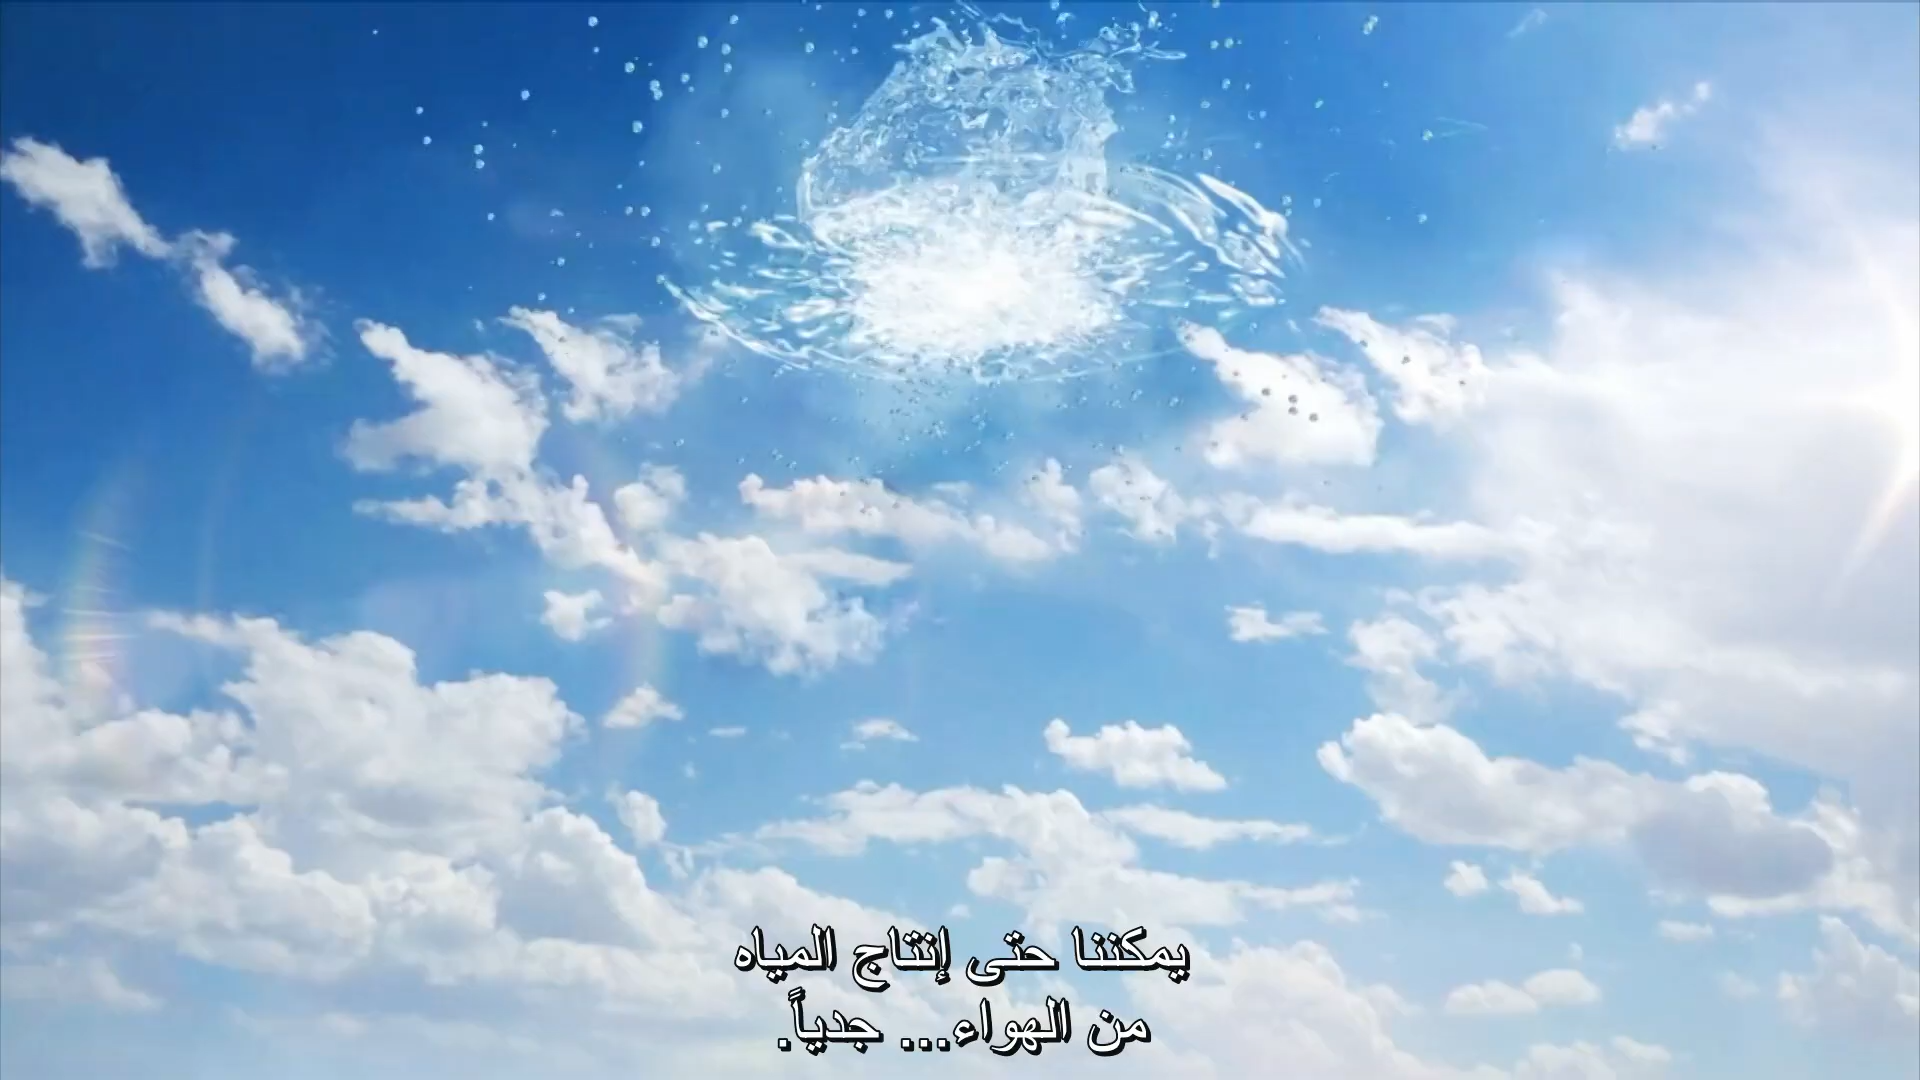 يمكننا حتى إنتاج المياه
من الهواء... جدياً.